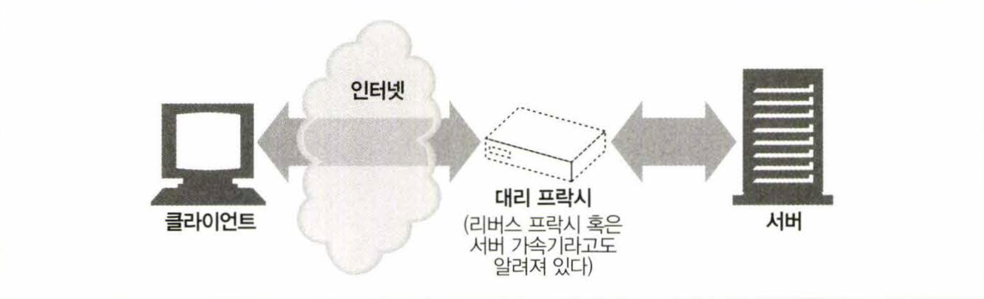 인터넷
클라이언트
대리 프락시
(리버스 프락시 혹은
서버 가속기라고도
알려져 있다)
서버